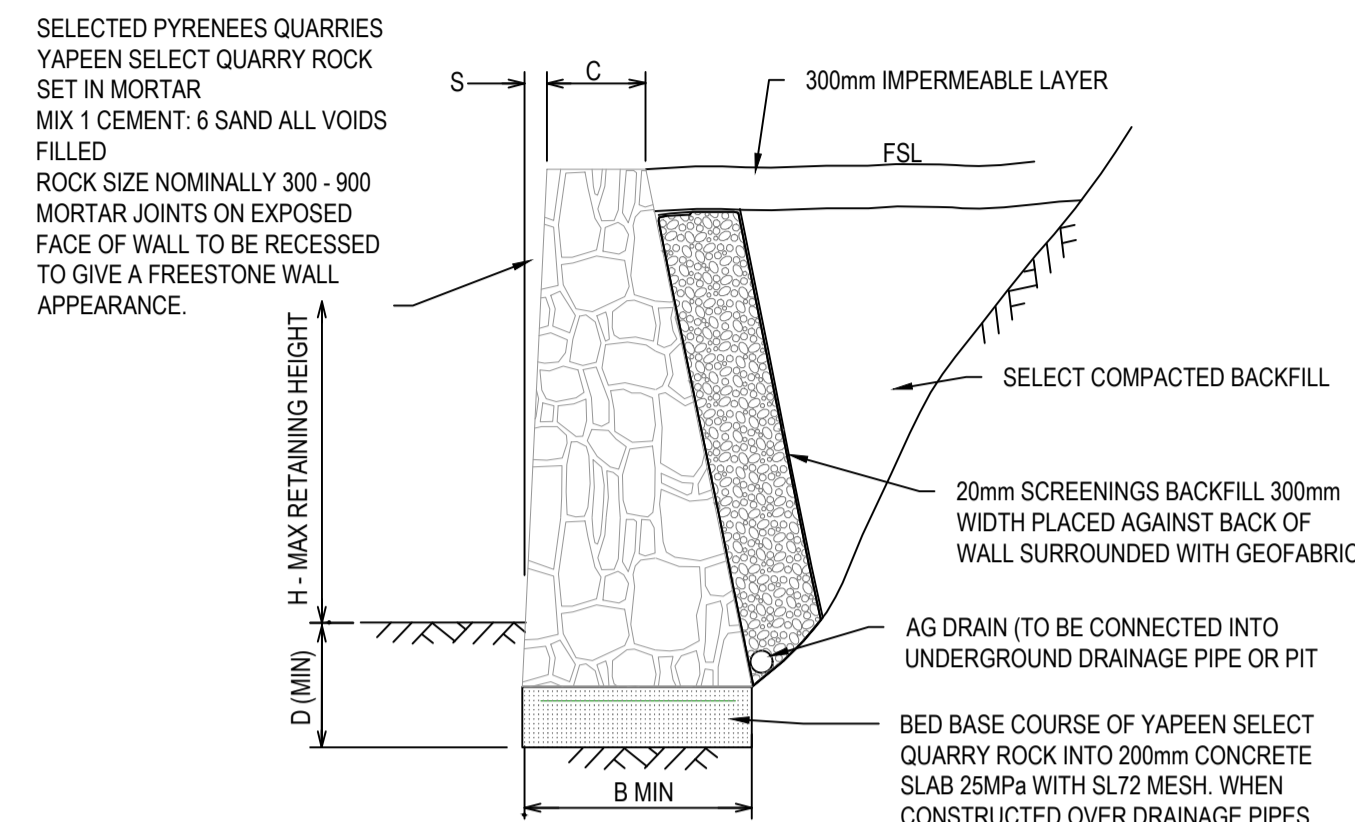 SELECTED PYRENEES QUARRIES
YAPEEN SELECT QUARRY ROCK
SET IN MORTAR
MIX 1 CEMENT: 6 SAND ALL VOIDS
FILLED
ROCK SIZE NOMINALLY 300 - 900
MORTAR JOINTS ON EXPOSED
FACE OF WALL TO BE RECESSED
TO GIVE A FREESTONE WALL
APPEARANCE.
S
C
300mm IMPERMEABLE LAYER
FSL
SELECT COMPACTED BACKFILL
H - MAX RETAINING HEIGHT
20mm SCREENINGS BACKFILL 300mm
WIDTH PLACED AGAINST BACK OF
WALL SURROUNDED WITH GEOFABRIC
AG DRAIN (TO BE CONNECTED INTO
UNDERGROUND DRAINAGE PIPE OR PIT
D (MIN)
BED BASE COURSE OF YAPEEN SELECT
QUARRY ROCK INTO 200mm CONCRETE
SLAB 25MPa WITH SL72 MESH. WHEN
CONSTRUCTED OVER DRAINAGE PIPES
B MIN